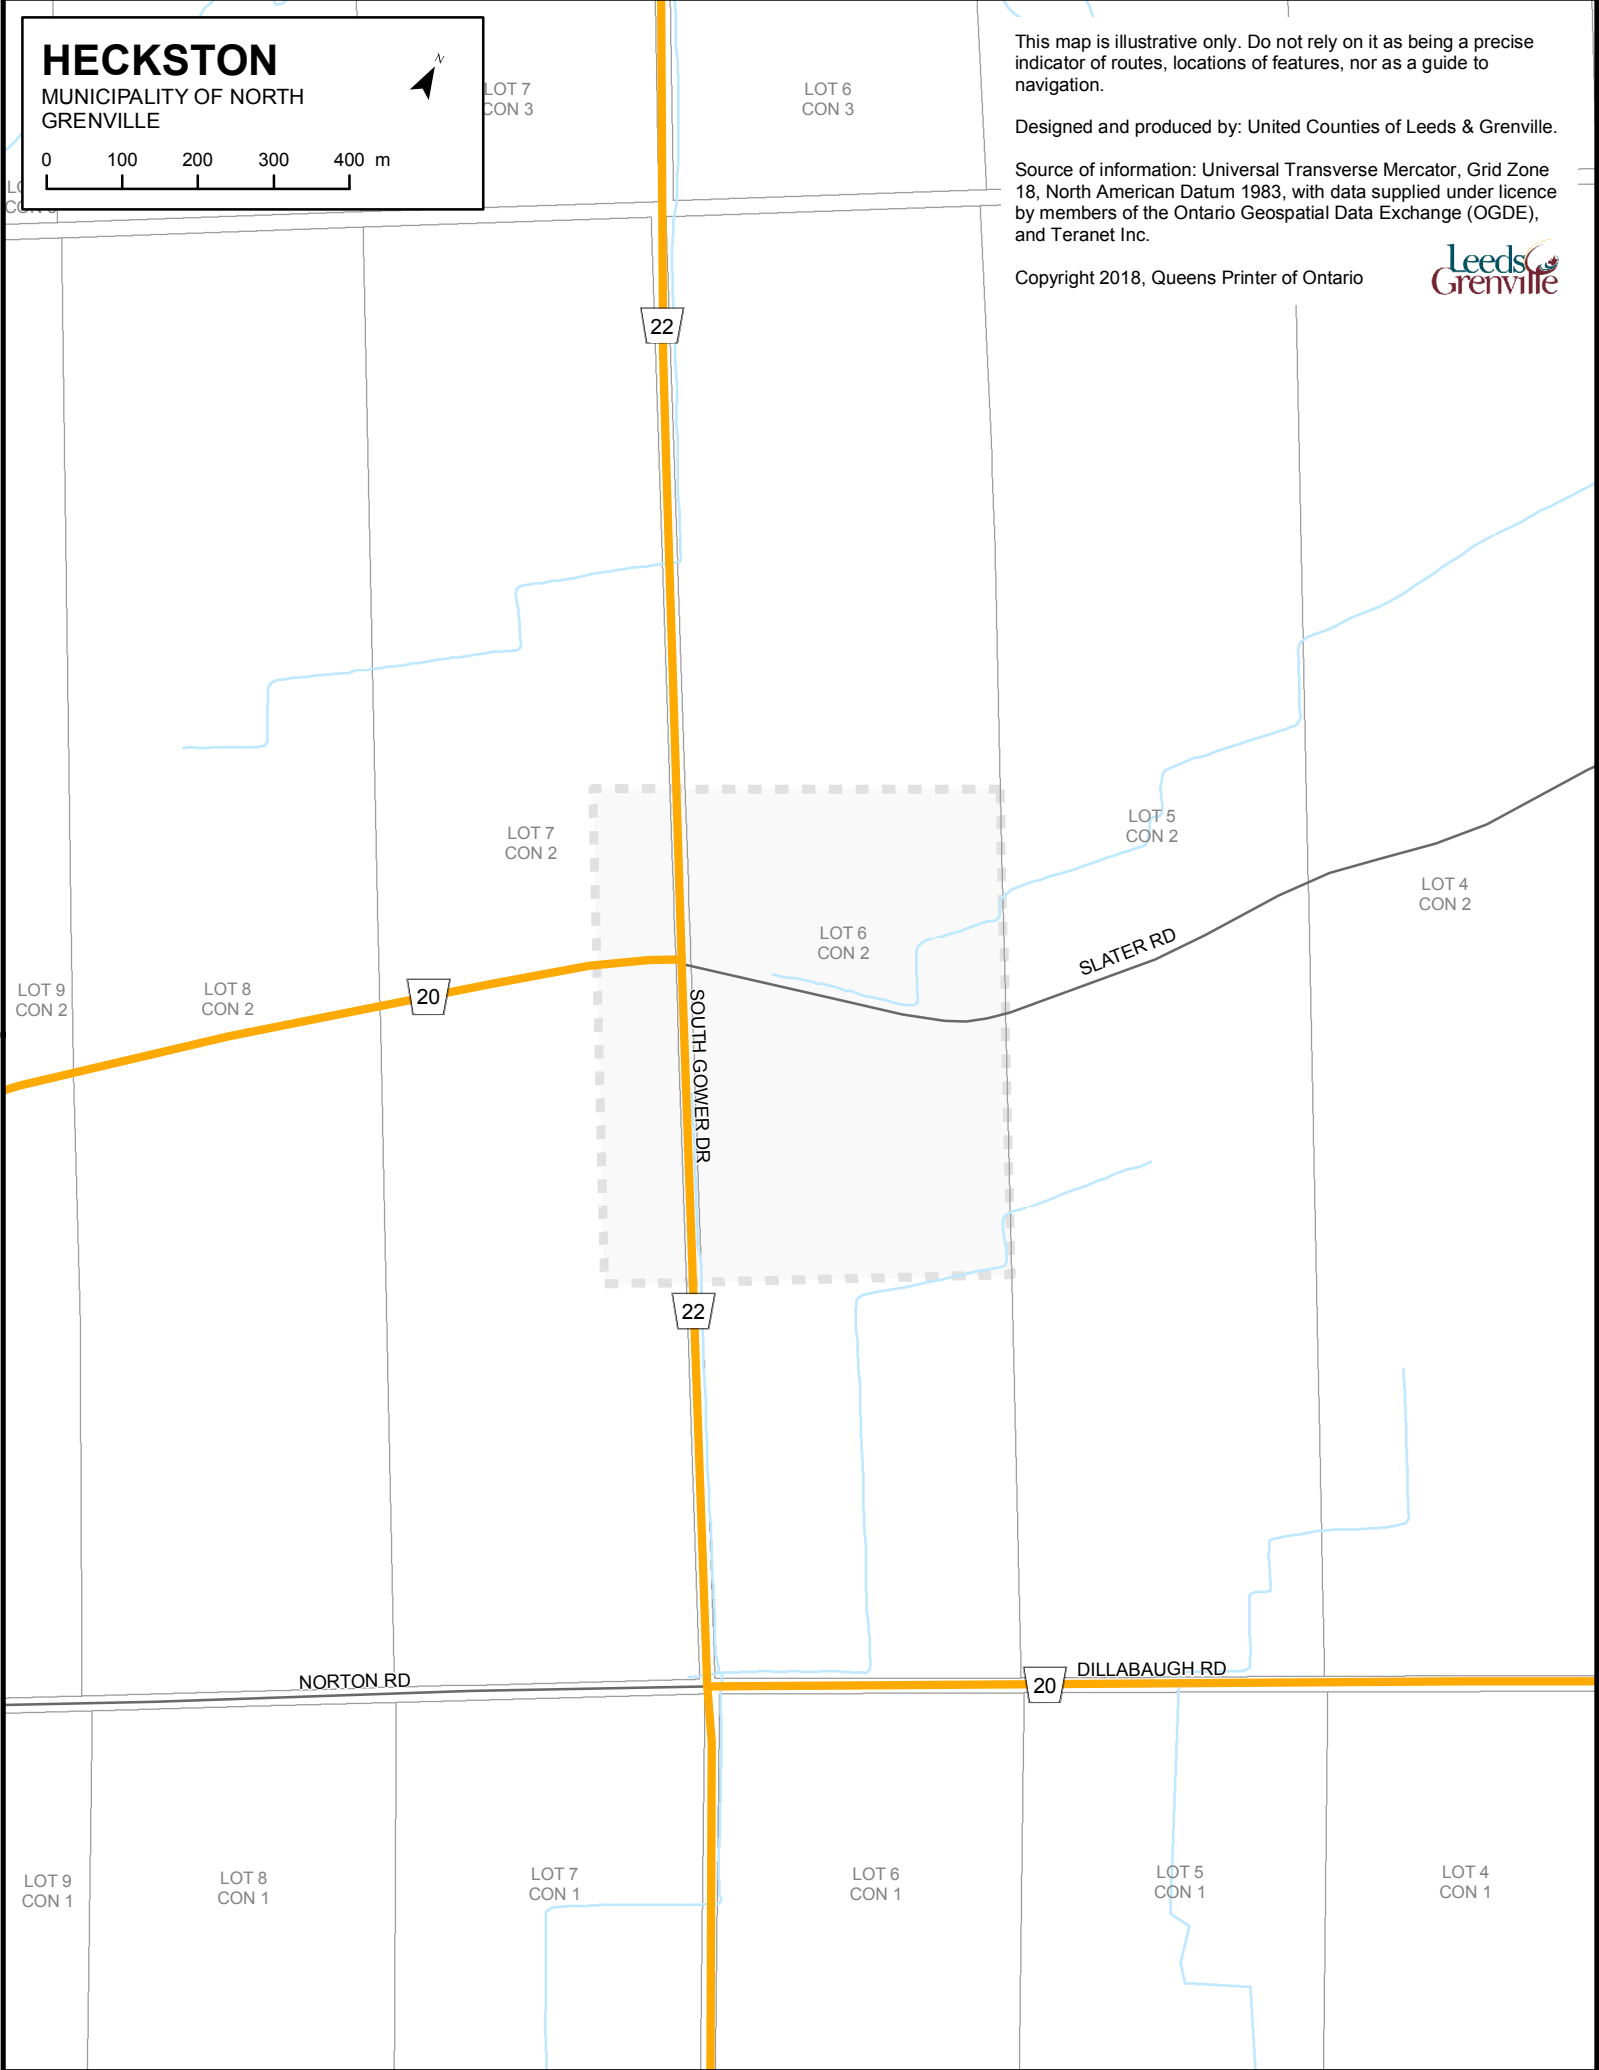 HECKSTON
MUNICIPALITY OF NORTH
GRENVILLE
N
0 100 200 300 400 m
This map is illustrative only. Do not rely on it as being a precise
indicator of routes, locations of features, nor as a guide to
navigation.
Designed and produced by: United Counties of Leeds & Grenville.
Source of information: Universal Transverse Mercator, Grid Zone
18, North American Datum 1983, with data supplied under licence
by members of the Ontario Geospatial Data Exchange (OGDE),
and Teranet Inc.
Copyright 2018, Queens Printer of Ontario
Leeds
Grenville
LOT 7
CON 3
LOT 6
CON 3
22
LOT 7
CON 2
LOT 5
CON 2
LOT 4
CON 2
LOT 6
CON 2
SLATER RD
LOT 9
CON 2
LOT 8
CON 2
20
SOUTH GOWER DR
22
NORTON RD
DILLABAUGH RD
20
LOT 9
CON 1
LOT 8
CON 1
LOT 7
CON 1
LOT 6
CON 1
LOT 5
CON 1
LOT 4
CON 1